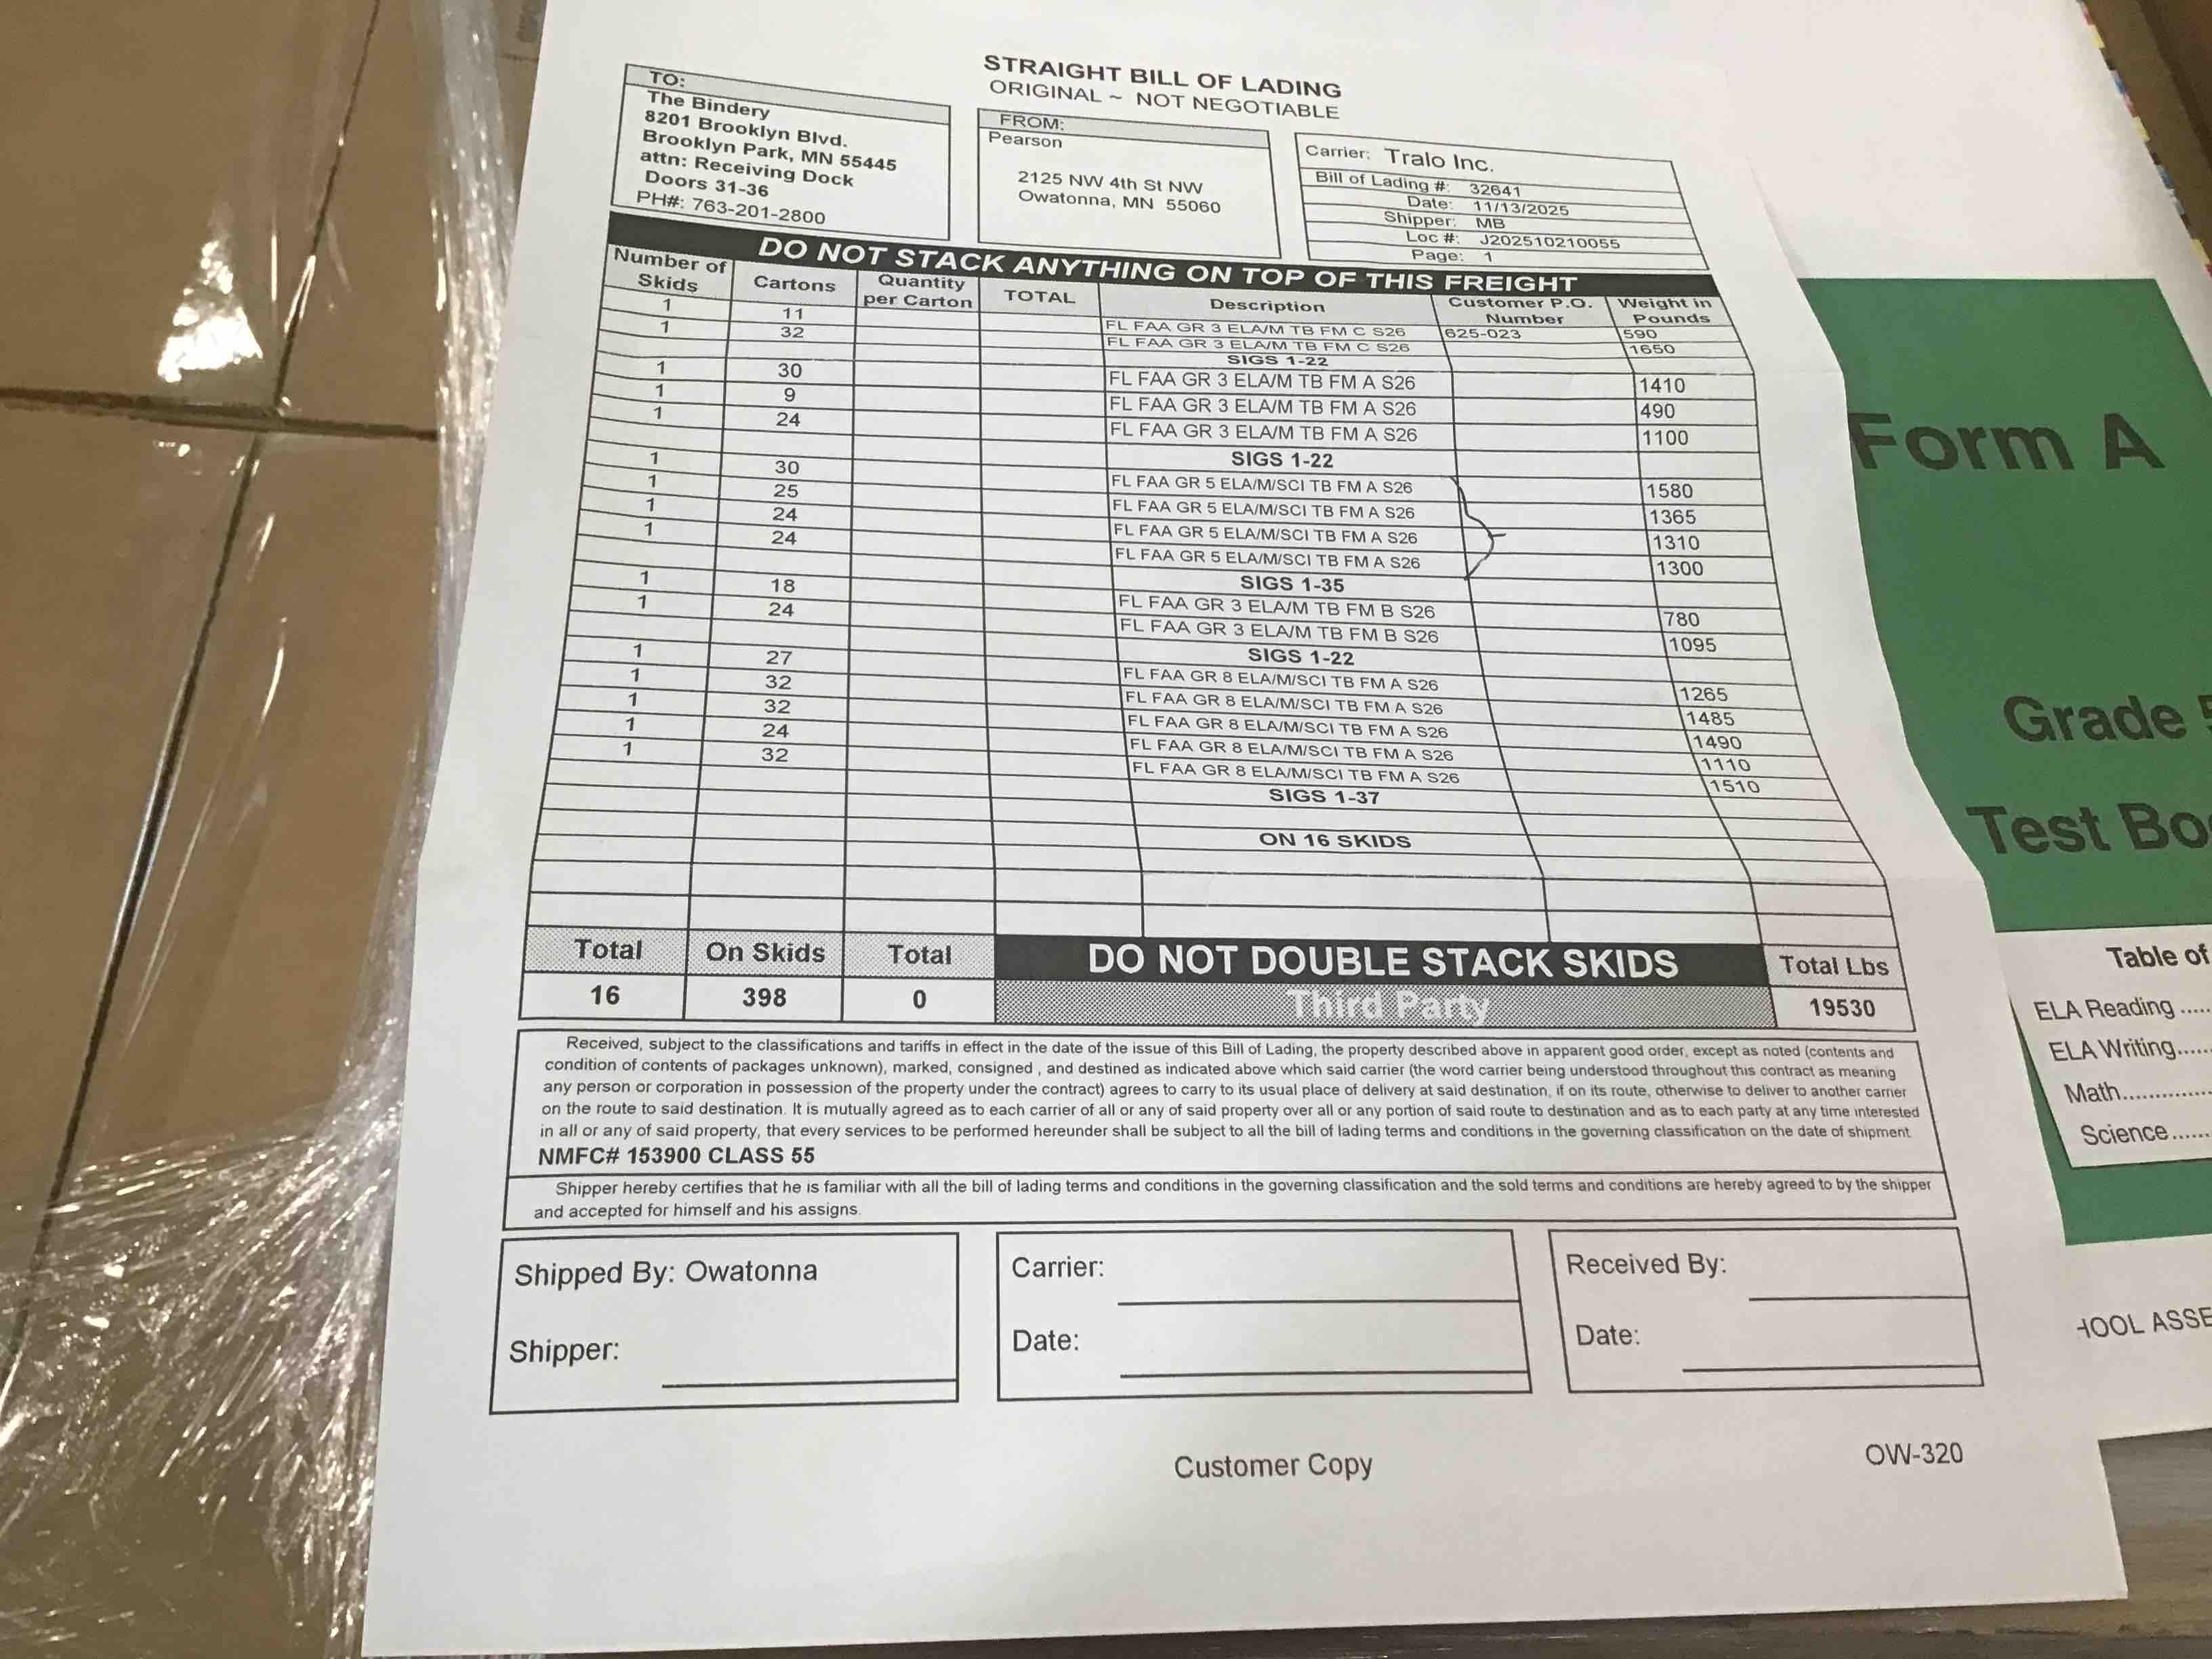 STRAIGHT BILL OF LADING
ORIGINAL ~ NOT NEGOTIABLE
TO:
The Bindery
8201 Brooklyn Blvd.
Brooklyn Park, MN 55445
attn: Receiving Dock
Doors 31-36
PH#: 763-201-2800
FROM:
Pearson
2125 NW 4th St NW
Owatonna, MN 55060
Carrier: Tralo Inc.
Bill of Lading #: 32641
Date: 11/13/2025
Shipper: MB
Loc #: J202510210055
Page: 1
DO NOT STACK ANYTHING ON TOP OF THIS FREIGHT
Number of Skids Cartons Quantity per Carton TOTAL Description Customer P.O. Number Weight in Pounds
1 11 FL FAA GR 3 ELA/M TB FM C S26 625-023 590
1 32 FL FAA GR 3 ELA/M TB FM C S26 1650
SIGS 1-22
1 30 FL FAA GR 3 ELA/M TB FM A S26 1410
1 9 FL FAA GR 3 ELA/M TB FM A S26 490
1 24 FL FAA GR 3 ELA/M TB FM A S26 1100
SIGS 1-22
1 30 FL FAA GR 5 ELA/M/SCI TB FM A S26 1580
1 25 FL FAA GR 5 ELA/M/SCI TB FM A S26 1365
1 24 FL FAA GR 5 ELA/M/SCI TB FM A S26 1310
1 24 FL FAA GR 5 ELA/M/SCI TB FM A S26 1300
SIGS 1-35
1 18 FL FAA GR 3 ELA/M TB FM B S26 780
1 24 FL FAA GR 3 ELA/M TB FM B S26 1095
SIGS 1-22
1 27 FL FAA GR 8 ELA/M/SCI TB FM A S26 1265
1 32 FL FAA GR 8 ELA/M/SCI TB FM A S26 1485
1 32 FL FAA GR 8 ELA/M/SCI TB FM A S26 1490
1 24 FL FAA GR 8 ELA/M/SCI TB FM A S26 1110
1 32 FL FAA GR 8 ELA/M/SCI TB FM A S26 1510
SIGS 1-37
ON 16 SKIDS
Total On Skids Total DO NOT DOUBLE STACK SKIDS Total Lbs
16 398 0 Third Party 19530
Received, subject to the classifications and tariffs in effect in the date of the issue of this Bill of Lading, the property described above in apparent good order, except as noted (contents and
condition of contents of packages unknown), marked, consigned , and destined as indicated above which said carrier (the word carrier being understood throughout this contract as meaning
any person or corporation in possession of the property under the contract) agrees to carry to its usual place of delivery at said destination, if on its route, otherwise to deliver to another carrier
on the route to said destination. It is mutually agreed as to each carrier of all or any of said property over all or any portion of said route to destination and as to each party at any time interested
in all or any of said property, that every services to be performed hereunder shall be subject to all the bill of lading terms and conditions in the governing classification on the date of shipment.
NMFC# 153900 CLASS 55
Shipper hereby certifies that he is familiar with all the bill of lading terms and conditions in the governing classification and the sold terms and conditions are hereby agreed to by the shipper
and accepted for himself and his assigns.
Shipped By: Owatonna
Shipper:
Carrier:
Date:
Received By:
Date:
Customer Copy
OW-320
Form A
Grade
Test Bo
Table of
ELA Reading .....
ELA Writing.....
Math..............
Science......
ASSE